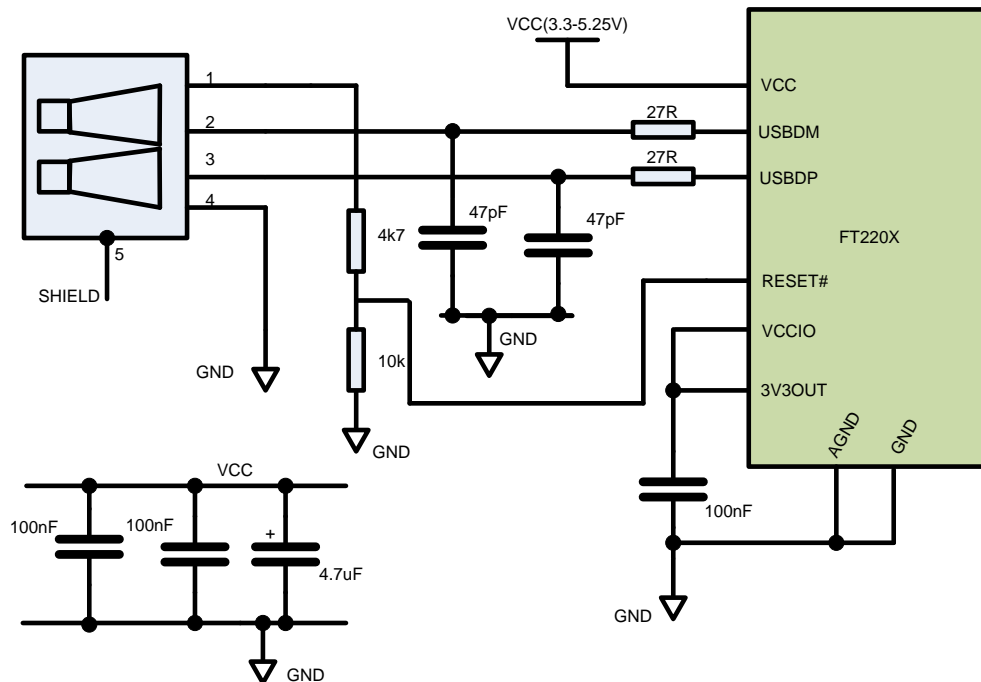 VCC(3.3-5.25V)
1
VCC
27R
2
USBDM
27R
3
USBDP
4
47pF
47pF
4k7
FT220X
5
SHIELD
RESET#
GND
VCCIO
10k
GND
3V3OUT
AGND
GND
GND
VCC
100nF
100nF
100nF
+
4.7uF
GND
GND